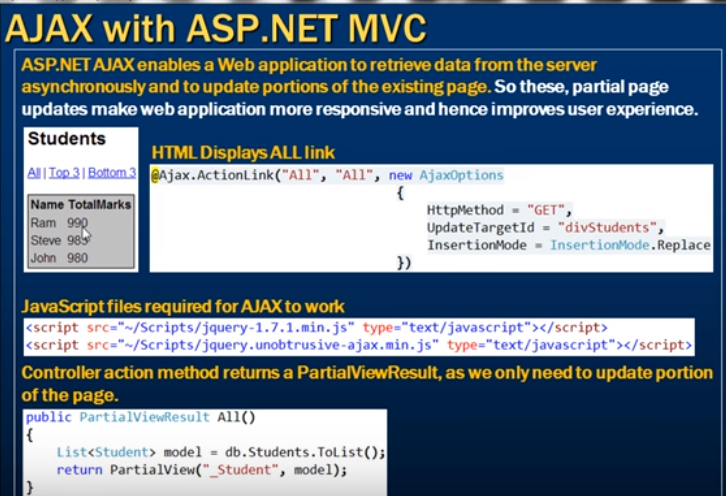 AJAX with ASP.NET MVC
ASP.NET AJAX enables a Web application to retrieve data from the server
asynchronously and to update portions of the existing page. So these, partial page
updates make web application more responsive and hence improves user experience.
Students
All | Top 3 | Bottom 3
Name TotalMarks
Ram 990
Steve 985
John 980
HTML Displays ALL link
@Ajax.ActionLink("All", "All", new AjaxOptions
{
HttpMethod = "GET",
UpdateTargetId = "divStudents",
InsertionMode = InsertionMode.Replace
})
JavaScript files required for AJAX to work
<script src="~/Scripts/jquery-1.7.1.min.js" type="text/javascript"></script>
<script src="~/Scripts/jquery.unobtrusive-ajax.min.js" type="text/javascript"></script>
Controller action method returns a PartialViewResult, as we only need to update portion
of the page.
public PartialViewResult All()
{
List<Student> model = db.Students.ToList();
return PartialView("_Student", model);
}